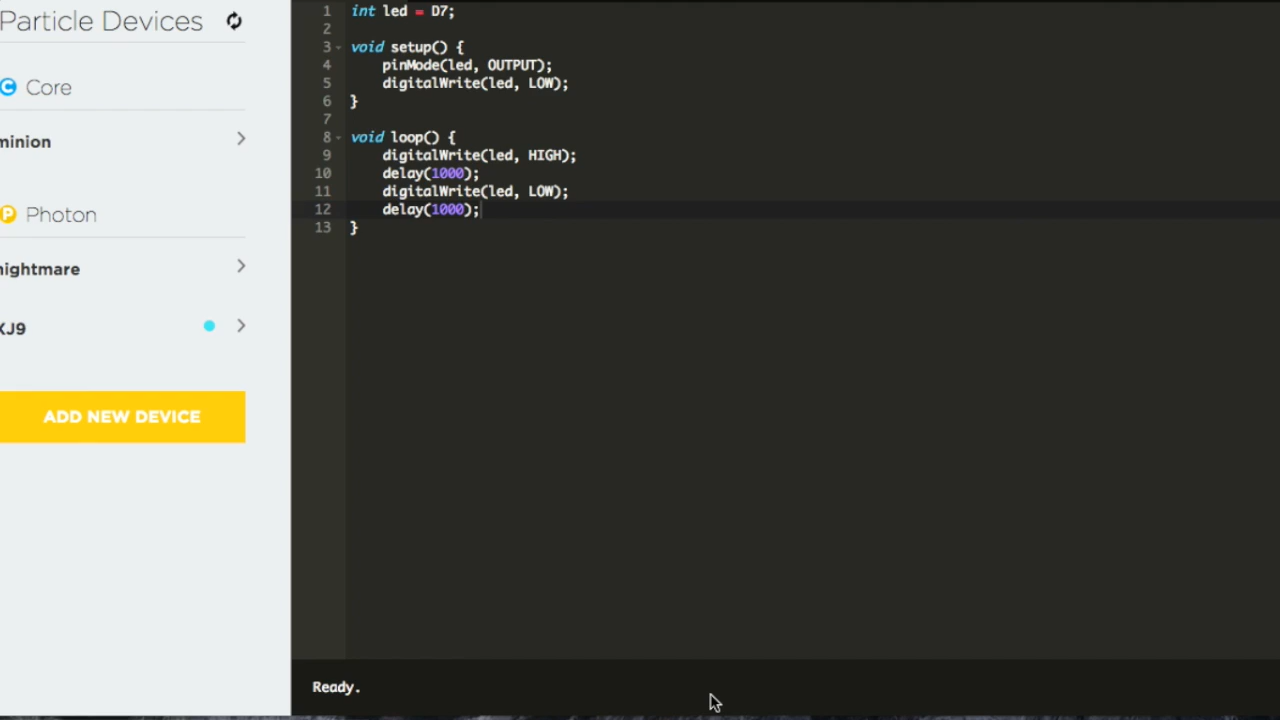 Particle Devices
C Core
minion
P Photon
nightmare
XJ9
ADD NEW DEVICE
1 int led = D7;
2
3 void setup() {
4 pinMode(led, OUTPUT);
5 digitalWrite(led, LOW);
6 }
7
8 void loop() {
9 digitalWrite(led, HIGH);
10 delay(1000);
11 digitalWrite(led, LOW);
12 delay(1000);
13 }
Ready.